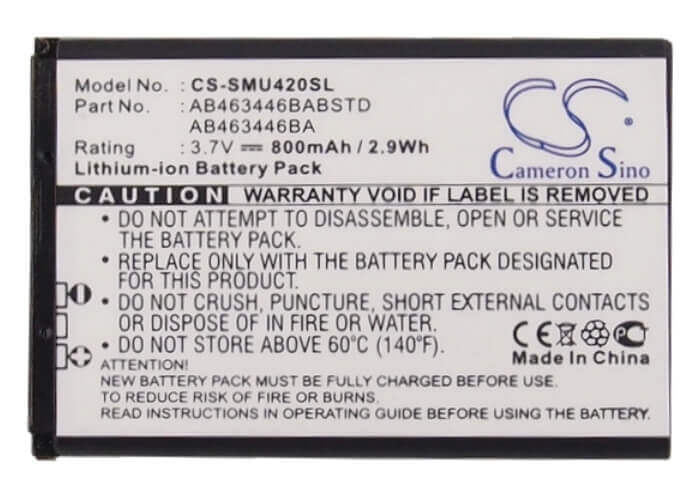 Model No. : CS-SMU420SL
Part No. : AB463446BABSTD
AB463446BA
Rating : 3.7V ⎓ 800mAh / 2.9Wh
Lithium-ion Battery Pack
CS
Cameron Sino
CAUTION WARRANTY VOID IF LABEL IS REMOVED
• DO NOT ATTEMPT TO DISASSEMBLE, OPEN OR SERVICE
THE BATTERY PACK.
• REPLACE ONLY WITH THE BATTERY PACK DESIGNATED
FOR THIS PRODUCT.
• DO NOT CRUSH, PUNCTURE, SHORT EXTERNAL CONTACTS
OR DISPOSE OF IN FIRE OR WATER.
• DO NOT STORE ABOVE 60°C (140°F).
CE
Made In China
ATTENTION:
NEW BATTERY PACK MUST BE FULLY CHARGED BEFORE USE TO
REDUCE RISK OF FIRE OR EXPLOSION.
READ INSTRUCTIONS IN OPERATING GUIDE BEFORE USING THE BATTERY.